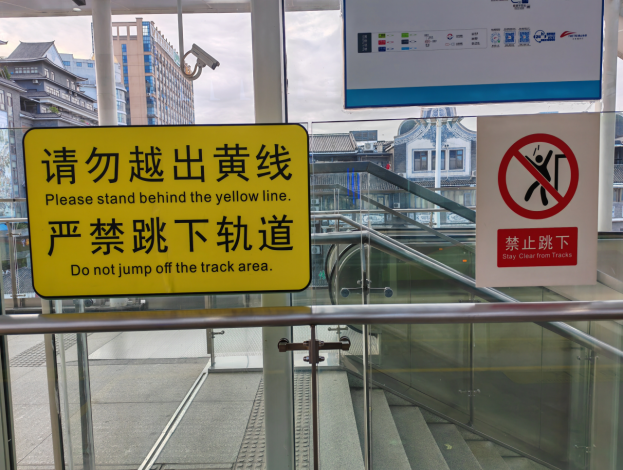 请勿越出黄线
Please stand behind the yellow line.
严禁跳下轨道
Do not jump off the track area.
禁止跳下
Stay Clear from Tracks